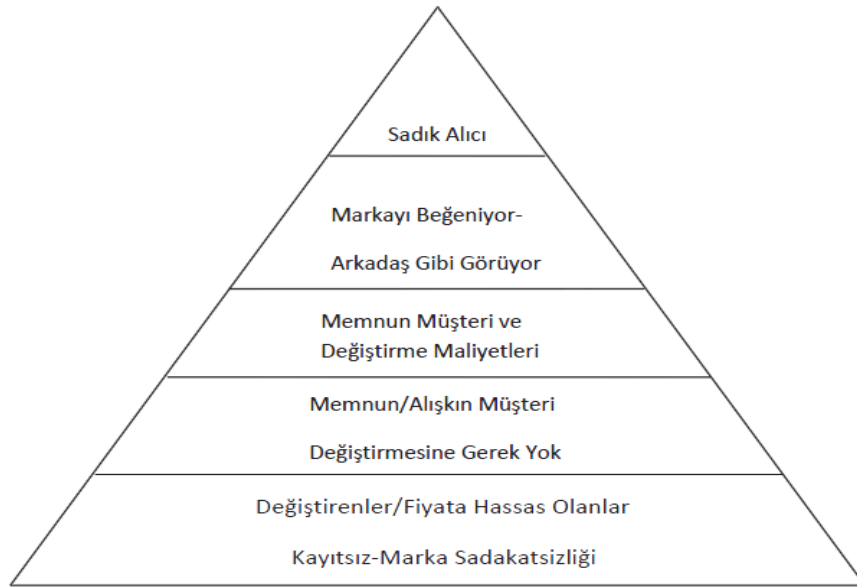 Sadık Alıcı
Markayı Beğeniyor-
Arkadaş Gibi Görüyor
Memnun Müşteri ve
Değiştirme Maliyetleri
Memnun/Alışkın Müşteri
Değiştirmesine Gerek Yok
Değiştirenler/Fiyata Hassas Olanlar
Kayıtsız-Marka Sadakatsizliği